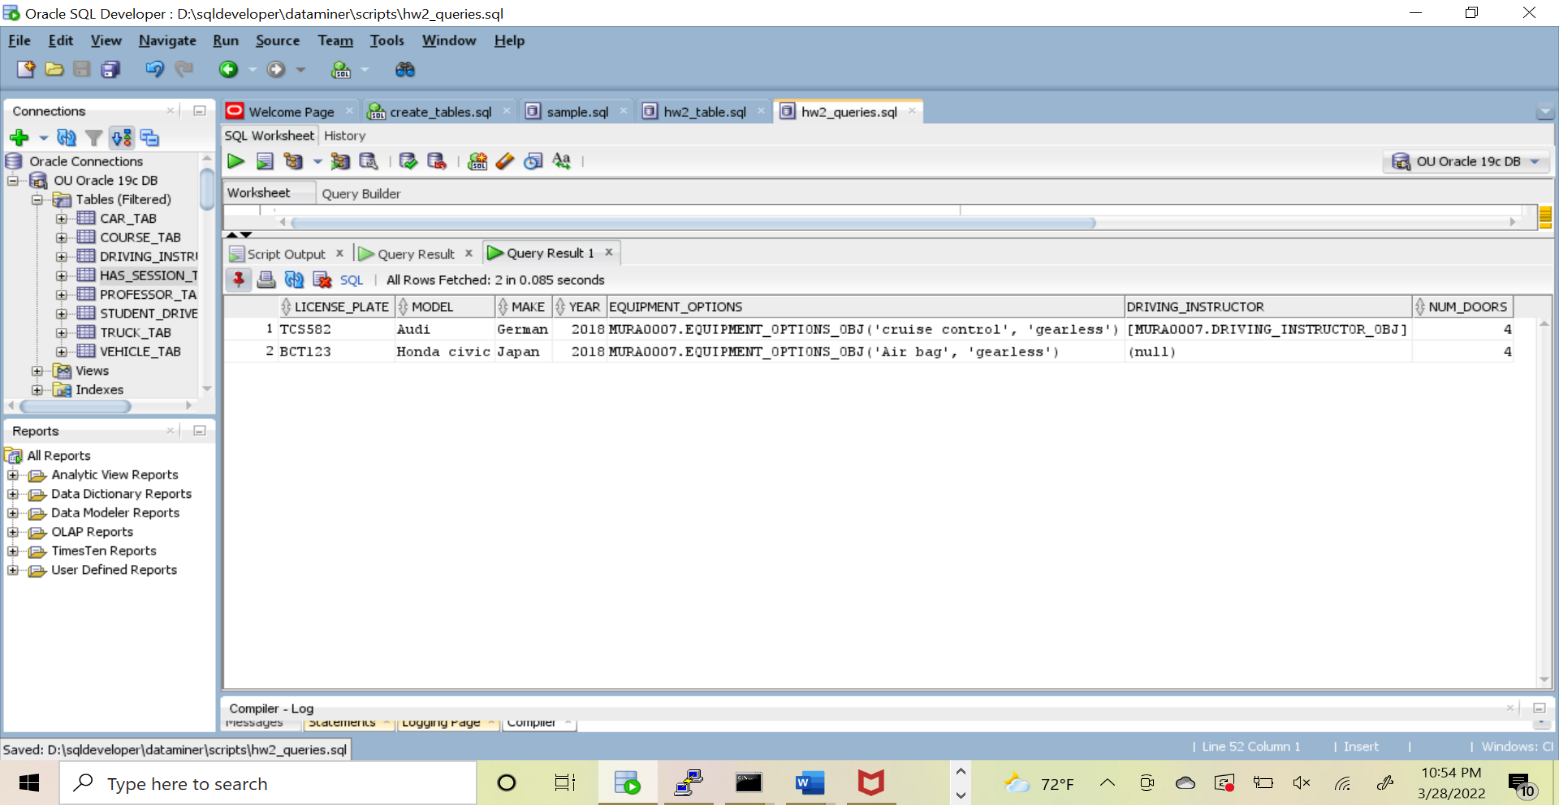 Oracle SQL Developer : D:\sqldeveloper\dataminer\scripts\hw2_queries.sql
File Edit View Navigate Run Source Team Tools Window Help
Connections
Welcome Page create_tables.sql sample.sql hw2_table.sql hw2_queries.sql
SQL Worksheet History
Oracle Connections
OU Oracle 19c DB
OU Oracle 19c DB
Tables (Filtered)
CAR_TAB
COURSE_TAB
DRIVING_INSTRU
HAS_SESSION_T
PROFESSOR_TA
STUDENT_DRIVE
TRUCK_TAB
VEHICLE_TAB
Views
Indexes
Worksheet Query Builder
Script Output Query Result Query Result 1
SQL All Rows Fetched: 2 in 0.085 seconds
LICENSE_PLATE MODEL MAKE YEAR EQUIPMENT_OPTIONS DRIVING_INSTRUCTOR NUM_DOORS
1 TCS582 Audi German 2018 MURA0007.EQUIPMENT_OPTIONS_OBJ('cruise control', 'gearless') [MURA0007.DRIVING_INSTRUCTOR_OBJ] 4
2 BCT123 Honda civic Japan 2018 MURA0007.EQUIPMENT_OPTIONS_OBJ('Air bag', 'gearless') (null) 4
Reports
All Reports
Analytic View Reports
Data Dictionary Reports
Data Modeler Reports
OLAP Reports
TimesTen Reports
User Defined Reports
Compiler - Log
Messages Statements Logging Page Compiler
Saved: D:\sqldeveloper\dataminer\scripts\hw2_queries.sql
Line 52 Column 1 Insert Windows: Cl
Type here to search
72°F
10:54 PM
3/28/2022
10